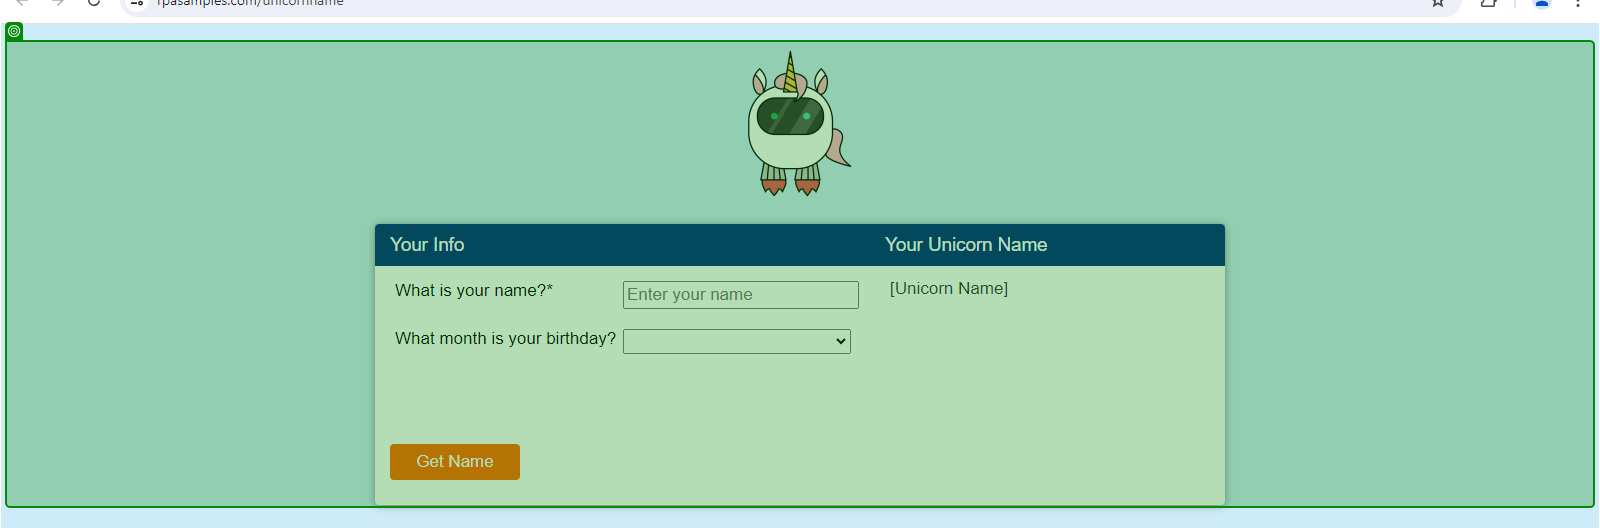 rpasamples.com/unicornname
Your Info
Your Unicorn Name
What is your name?*
Enter your name
[Unicorn Name]
What month is your birthday?
Get Name